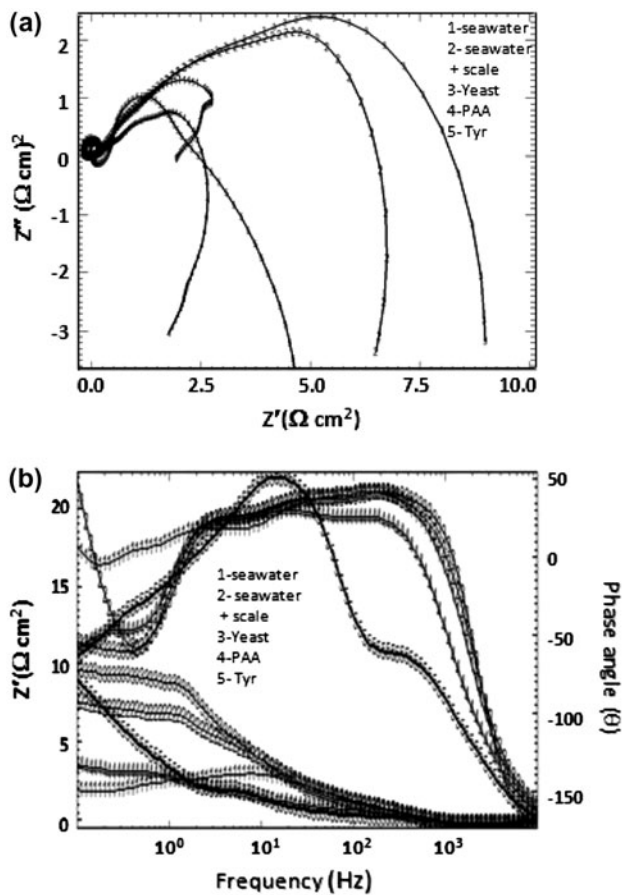 (a)
2
1
0
-1
-2
-3
Z″ (Ω cm)²
1-seawater
2- seawater
+ scale
3-Yeast
4-PAA
5- Tyr
0.0 2.5 5.0 7.5 10.0
Z′(Ω cm²)
(b)
20
15
10
5
0
Z′(Ω cm²)
1-seawater
2- seawater
+ scale
3-Yeast
4-PAA
5- Tyr
50
0
-50
-100
-150
Phase angle (θ)
10⁰ 10¹ 10² 10³
Frequency (Hz)